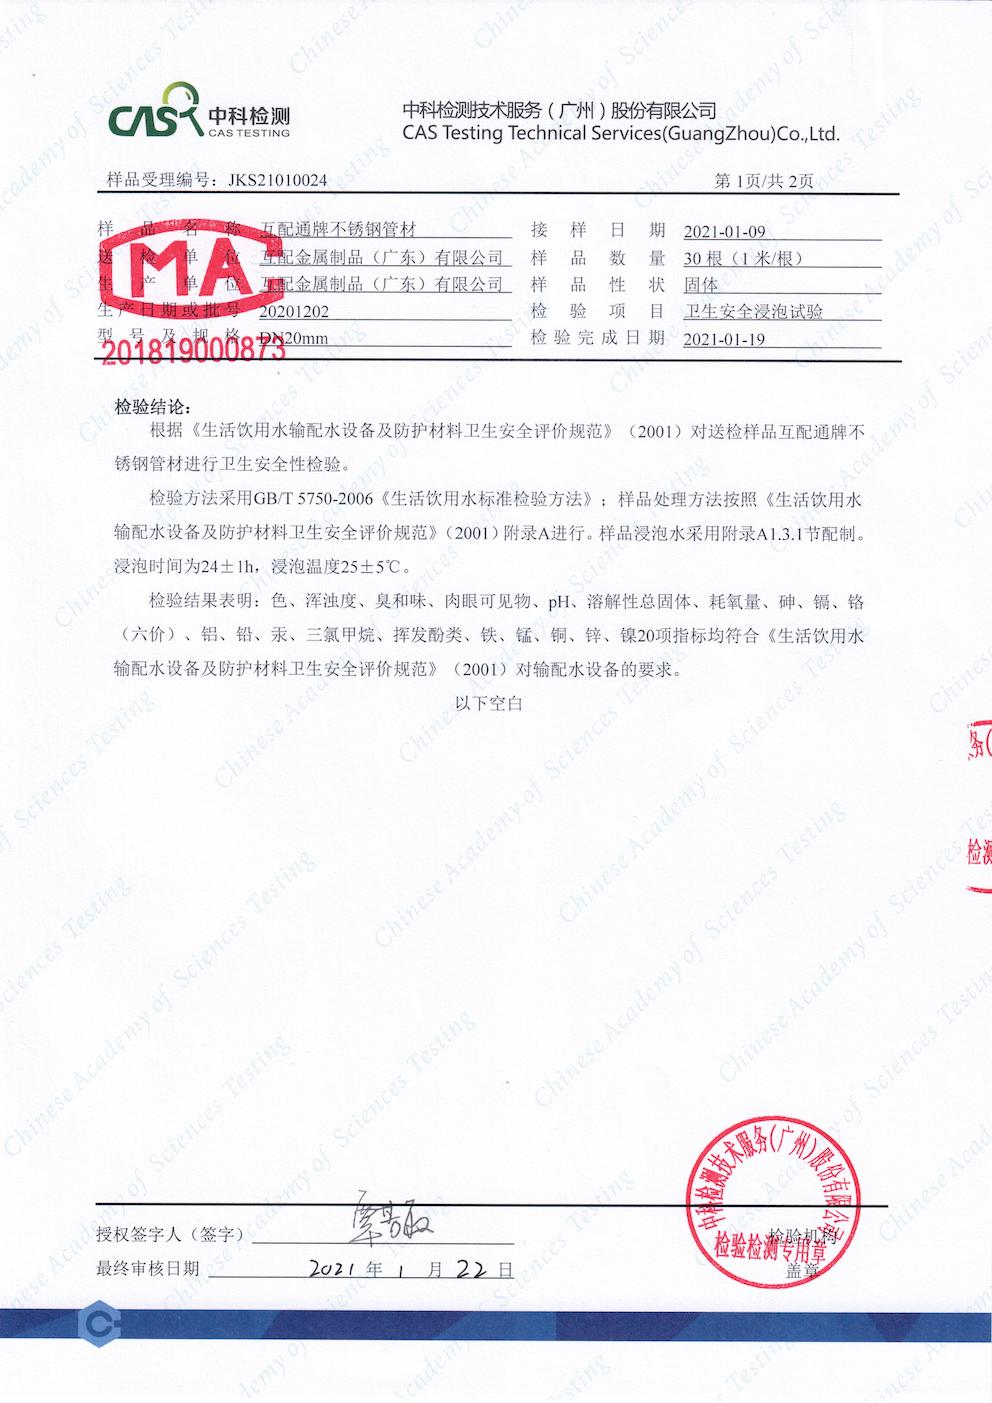 CAS 中科检测
CAS TESTING
中科检测技术服务（广州）股份有限公司
CAS Testing Technical Services(GuangZhou)Co.,Ltd.
样品受理编号：JKS21010024 第 1页/共 2页
样品名称 互配通牌不锈钢管材 接样日期 2021-01-09
送检单位 互配金属制品（广东）有限公司 样品数量 30 根（1 米/根）
生产单位 互配金属制品（广东）有限公司 样品性状 固体
生产日期或批号 20201202 检验项目 卫生安全浸泡试验
型号及规格 DN20mm 检验完成日期 2021-01-19
MA
201819000873
检验结论：
根据《生活饮用水输配水设备及防护材料卫生安全评价规范》（2001）对送检样品互配通牌不
锈钢管材进行卫生安全性检验。
检验方法采用GB/T 5750-2006《生活饮用水标准检验方法》；样品处理方法按照《生活饮用水
输配水设备及防护材料卫生安全评价规范》（2001）附录A进行。样品浸泡水采用附录A1.3.1节配制。
浸泡时间为24±1h，浸泡温度25±5℃。
检验结果表明：色、浑浊度、臭和味、肉眼可见物、pH、溶解性总固体、耗氧量、砷、镉、铬
（六价）、铝、铅、汞、三氯甲烷、挥发酚类、铁、锰、铜、锌、镍20项指标均符合《生活饮用水
输配水设备及防护材料卫生安全评价规范》（2001）对输配水设备的要求。
以下空白
务(
检测
中科检测技术服务(广州)股份有限公司
检验检测专用章
授权签字人（签字） 检验机构
最终审核日期 2021 年 1 月 22 日 盖章
Chinese Academy of Sciences Testing